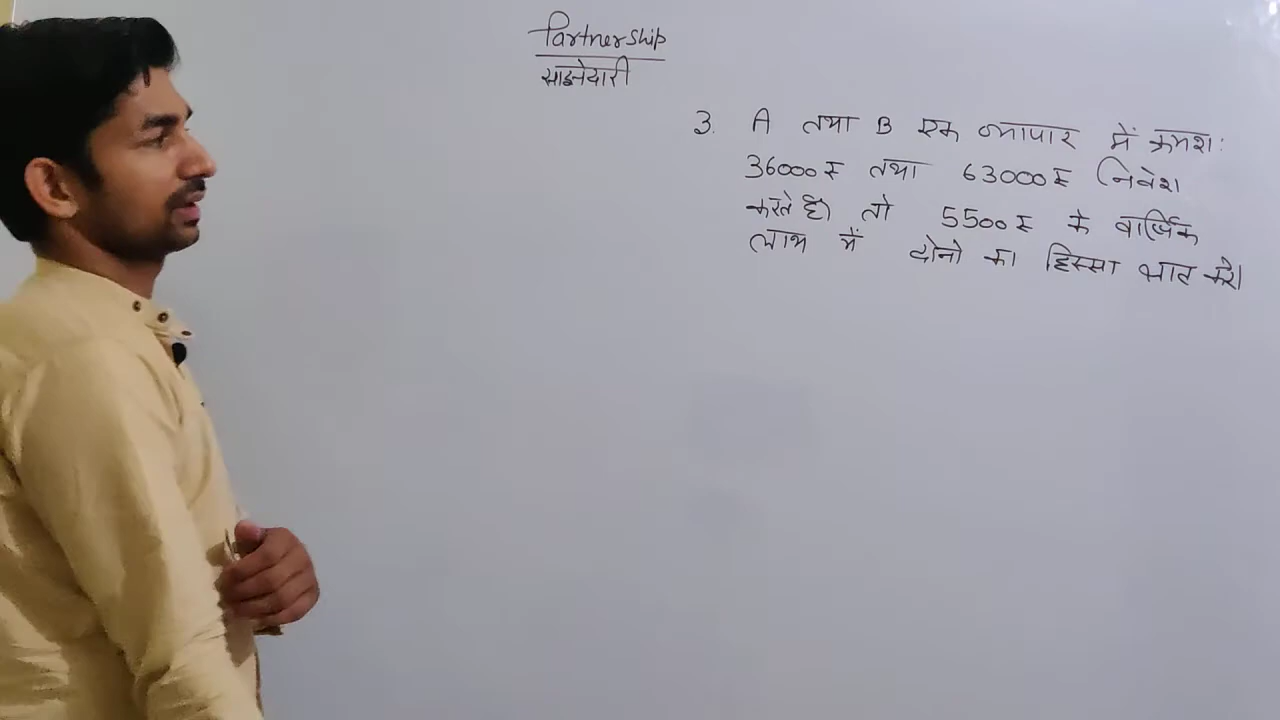 Partnership
साझेदारी
3. A तथा B एक व्यापार में क्रमश:
36000 रु तथा 63000 रु निवेश
करते है। तो 5500 रु के वार्षिक
लाभ में दोनो का हिस्सा ज्ञात करे।